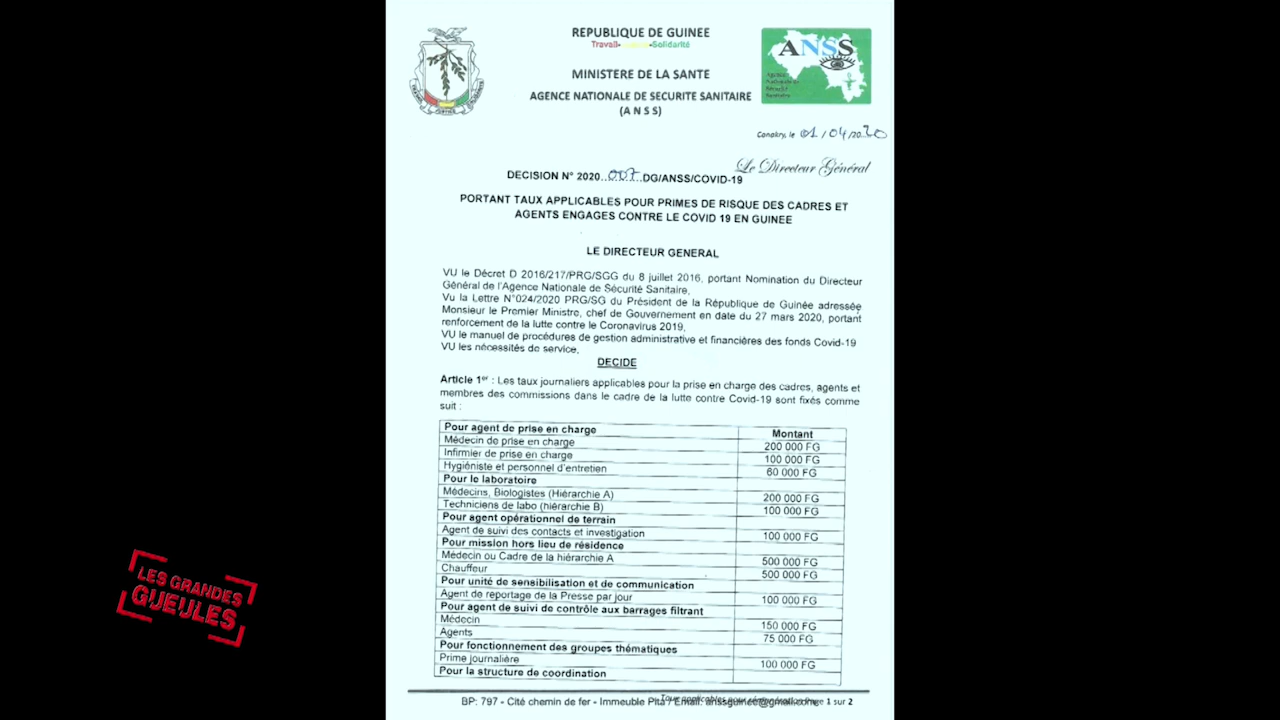 REPUBLIQUE DE GUINEE
Travail- -Solidarité
ANSS
Agence
Nationale de
Sécurité
Sanitaire
MINISTERE DE LA SANTE
AGENCE NATIONALE DE SECURITE SANITAIRE
(A N S S)
Conakry, le 01/04/2020
Le Directeur Général
DECISION N° 2020..007..DG/ANSS/COVID-19
PORTANT TAUX APPLICABLES POUR PRIMES DE RISQUE DES CADRES ET
AGENTS ENGAGES CONTRE LE COVID 19 EN GUINEE
LE DIRECTEUR GENERAL
VU le Décret D 2016/217/PRG/SGG du 8 juillet 2016, portant Nomination du Directeur
Général de l'Agence Nationale de Sécurité Sanitaire,
Vu la Lettre N°024/2020 PRG/SG du Président de la République de Guinée adressée
Monsieur le Premier Ministre, chef de Gouvernement en date du 27 mars 2020, portant
renforcement de la lutte contre le Coronavirus 2019,
VU le manuel de procédures de gestion administrative et financières des fonds Covid-19
VU les nécessités de service,
DECIDE
Article 1er : Les taux journaliers applicables pour la prise en charge des cadres, agents et
membres des commissions dans le cadre de la lutte contre Covid-19 sont fixés comme
suit :
Pour agent de prise en charge Montant
Médecin de prise en charge 200 000 FG
Infirmier de prise en charge 100 000 FG
Hygiéniste et personnel d'entretien 60 000 FG
Pour le laboratoire
Médecins, Biologistes (Hiérarchie A) 200 000 FG
Techniciens de labo (hiérarchie B) 100 000 FG
Pour agent opérationnel de terrain
Agent de suivi des contacts et investigation 100 000 FG
Pour mission hors lieu de résidence
Médecin ou Cadre de la hiérarchie A 500 000 FG
Chauffeur 500 000 FG
Pour unité de sensibilisation et de communication
Agent de reportage de la Presse par jour 100 000 FG
Pour agent de suivi de contrôle aux barrages filtrant
Médecin 150 000 FG
Agents 75 000 FG
Pour fonctionnement des groupes thématiques
Prime journalière 100 000 FG
Pour la structure de coordination
BP: 797 - Cité chemin de fer - Immeuble Pita / Email: anssguinee@gmail.com Page 1 sur 2
LES GRANDES
GUEULES